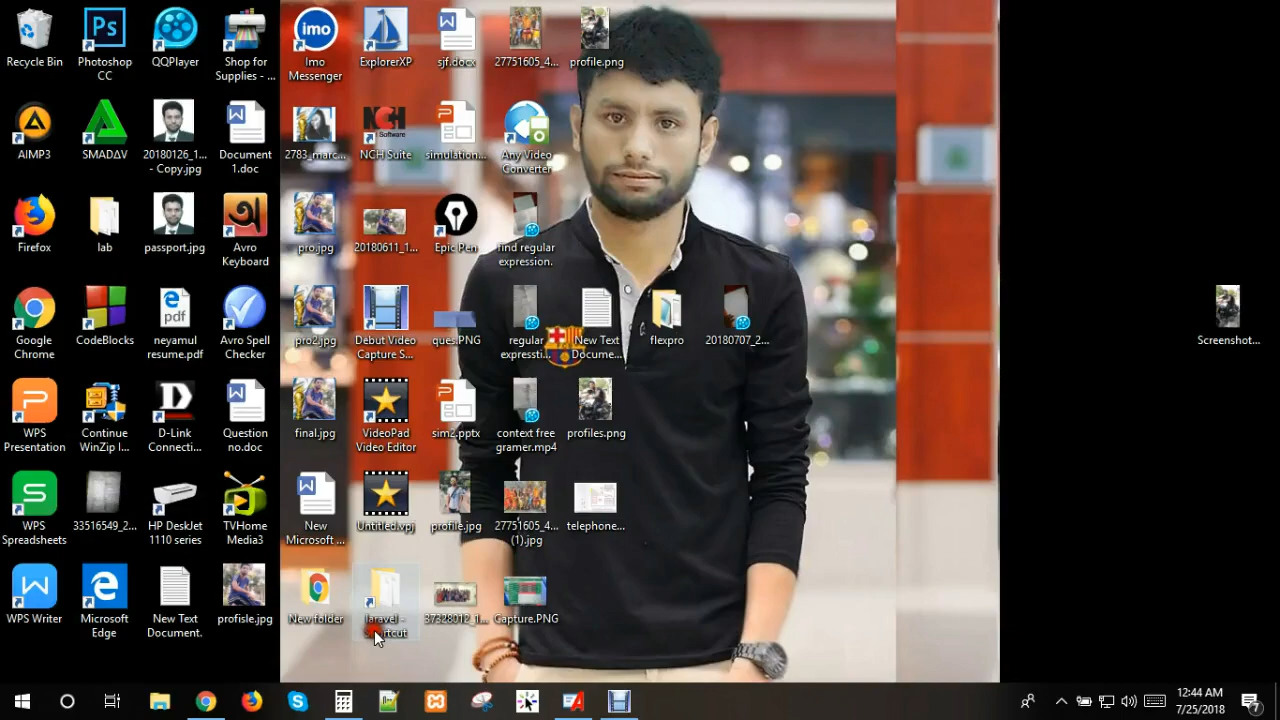 Recycle Bin
Photoshop
CC
QQPlayer
Shop for
Supplies - ...
imo
Imo
Messenger
ExplorerXP
sjf.docx
27751605_4...
profile.png
AIMP3
SMADΔV
20180126_1...
- Copy.jpg
Document
1.doc
2783_marc...
NCH
Software
NCH Suite
simulation...
Any Video
Converter
Firefox
lab
passport.jpg
অ
Avro
Keyboard
pro.jpg
20180611_1...
Epic Pen
find regular
expression.
Google
Chrome
CodeBlocks
pdf
neyamul
resume.pdf
Avro Spell
Checker
pro2.jpg
Debut Video
Capture S...
ques.PNG
regular
expressti...
New Text
Docume...
flexpro
20180707_2...
Screenshot...
WPS
Presentation
Continue
WinZip I...
D-Link
Connecti...
Question
no.doc
final.jpg
VideoPad
Video Editor
sim2.pptx
context free
gramer.mp4
profiles.png
WPS
Spreadsheets
33516549_2...
HP DeskJet
1110 series
TVHome
Media3
New
Microsoft ...
Untitled.vpj
profile.jpg
27751605_4...
(1).jpg
telephone...
WPS Writer
Microsoft
Edge
New Text
Document.
profisle.jpg
New folder
laravel -
37328012_1...
Capture.PNG
12:44 AM
7/25/2018